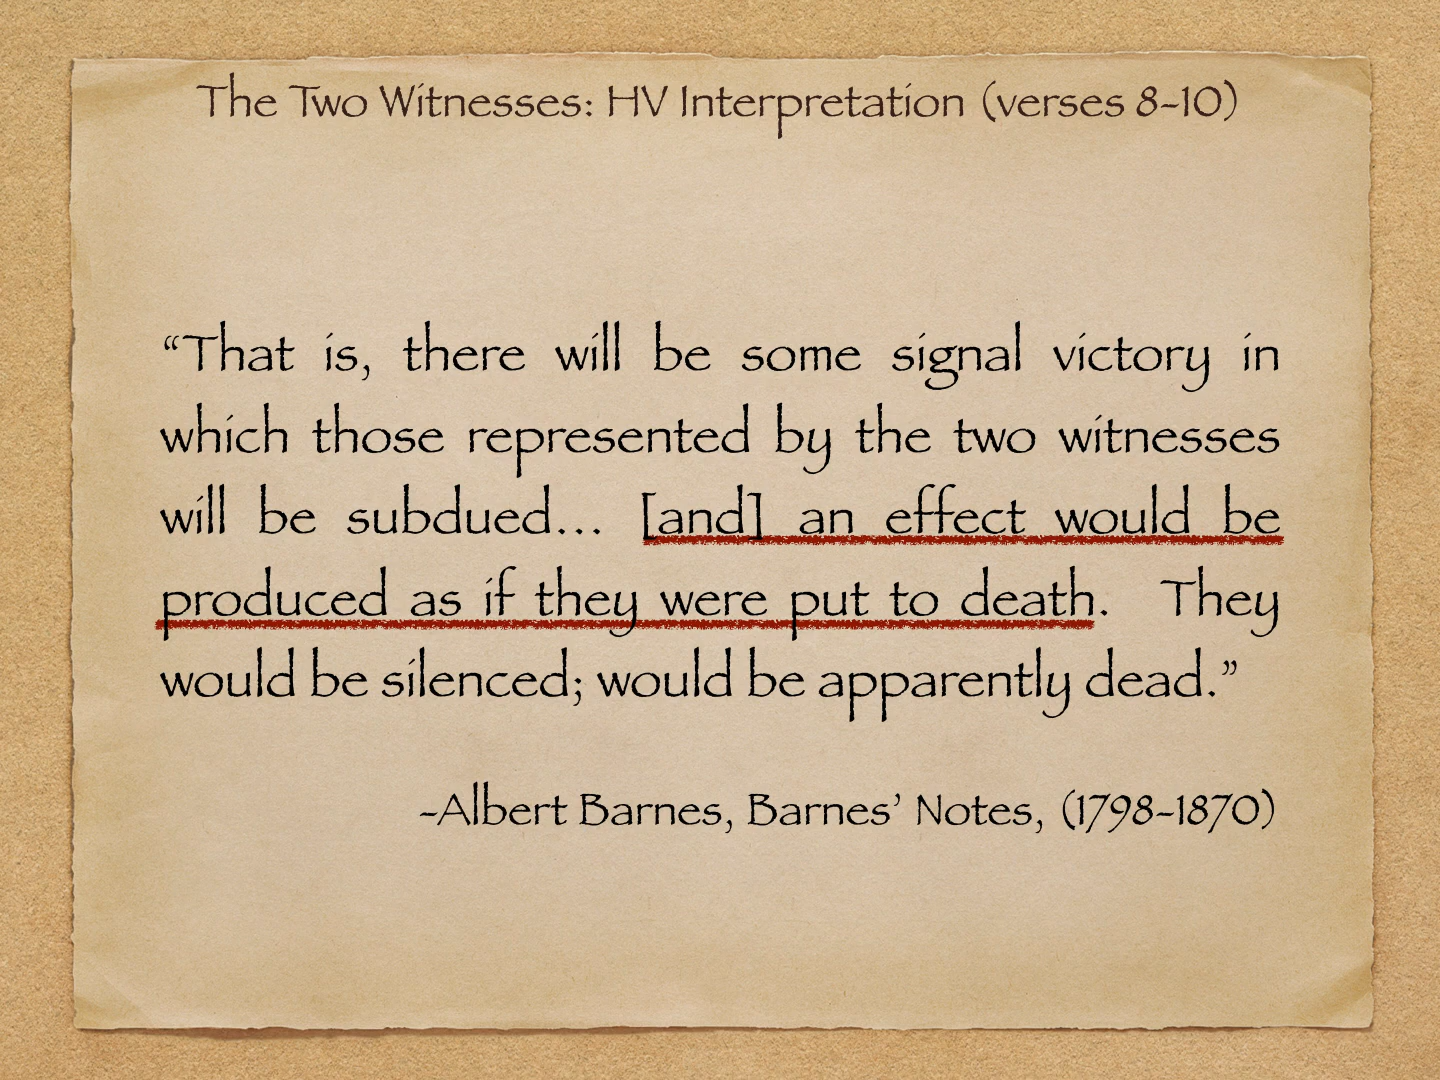 The Two Witnesses: HV Interpretation (verses 8-10)
“That is, there will be some signal victory in
which those represented by the two witnesses
will be subdued… [and] an effect would be
produced as if they were put to death. They
would be silenced; would be apparently dead.”
-Albert Barnes, Barnes’ Notes, (1798-1870)